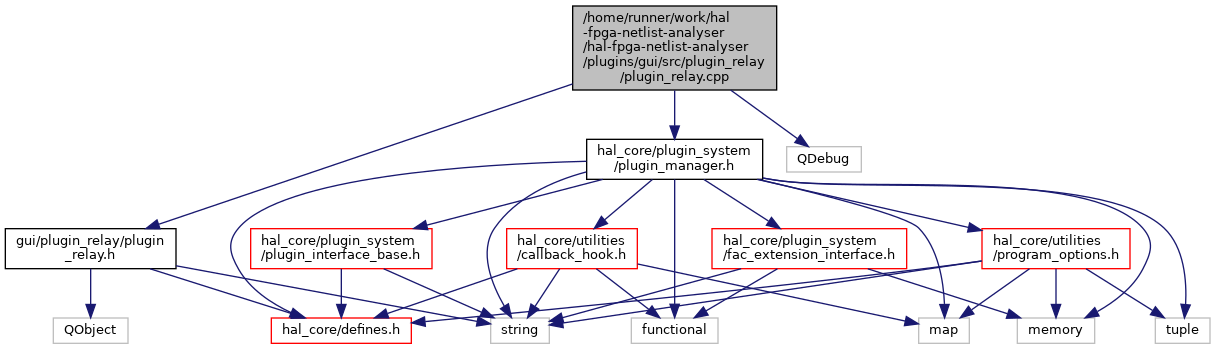 /home/runner/work/hal
-fpga-netlist-analyser
/hal-fpga-netlist-analyser
/plugins/gui/src/plugin_relay
/plugin_relay.cpp
hal_core/plugin_system
/plugin_manager.h
QDebug
gui/plugin_relay/plugin
_relay.h
hal_core/plugin_system
/plugin_interface_base.h
hal_core/utilities
/callback_hook.h
hal_core/plugin_system
/fac_extension_interface.h
hal_core/utilities
/program_options.h
QObject
hal_core/defines.h
string
functional
map
memory
tuple